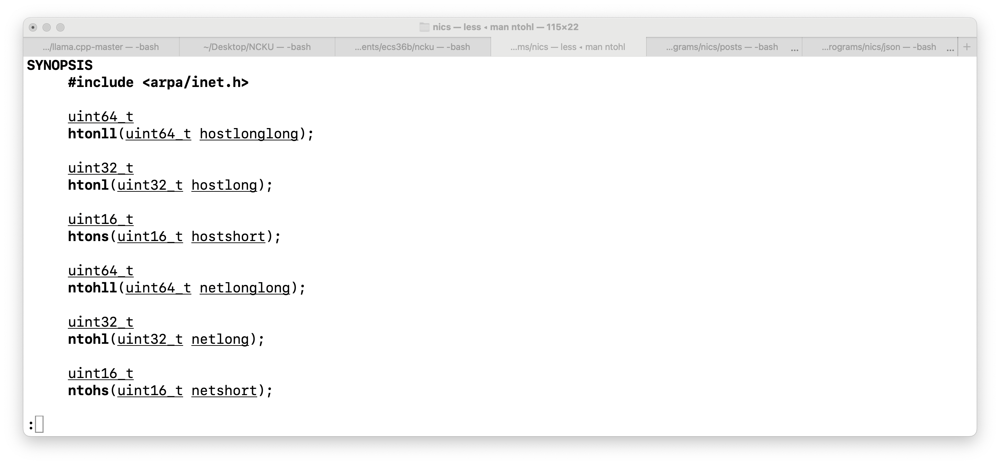 nics — less ◂ man ntohl — 115×22
.../llama.cpp-master — -bash
~/Desktop/NCKU — -bash
...ents/ecs36b/ncku — -bash
...ms/nics — less ◂ man ntohl
...grams/nics/posts — -bash ...
...rograms/nics/json — -bash ...
+
SYNOPSIS
#include <arpa/inet.h>
uint64_t
htonll(uint64_t hostlonglong);
uint32_t
htonl(uint32_t hostlong);
uint16_t
htons(uint16_t hostshort);
uint64_t
ntohll(uint64_t netlonglong);
uint32_t
ntohl(uint32_t netlong);
uint16_t
ntohs(uint16_t netshort);
: